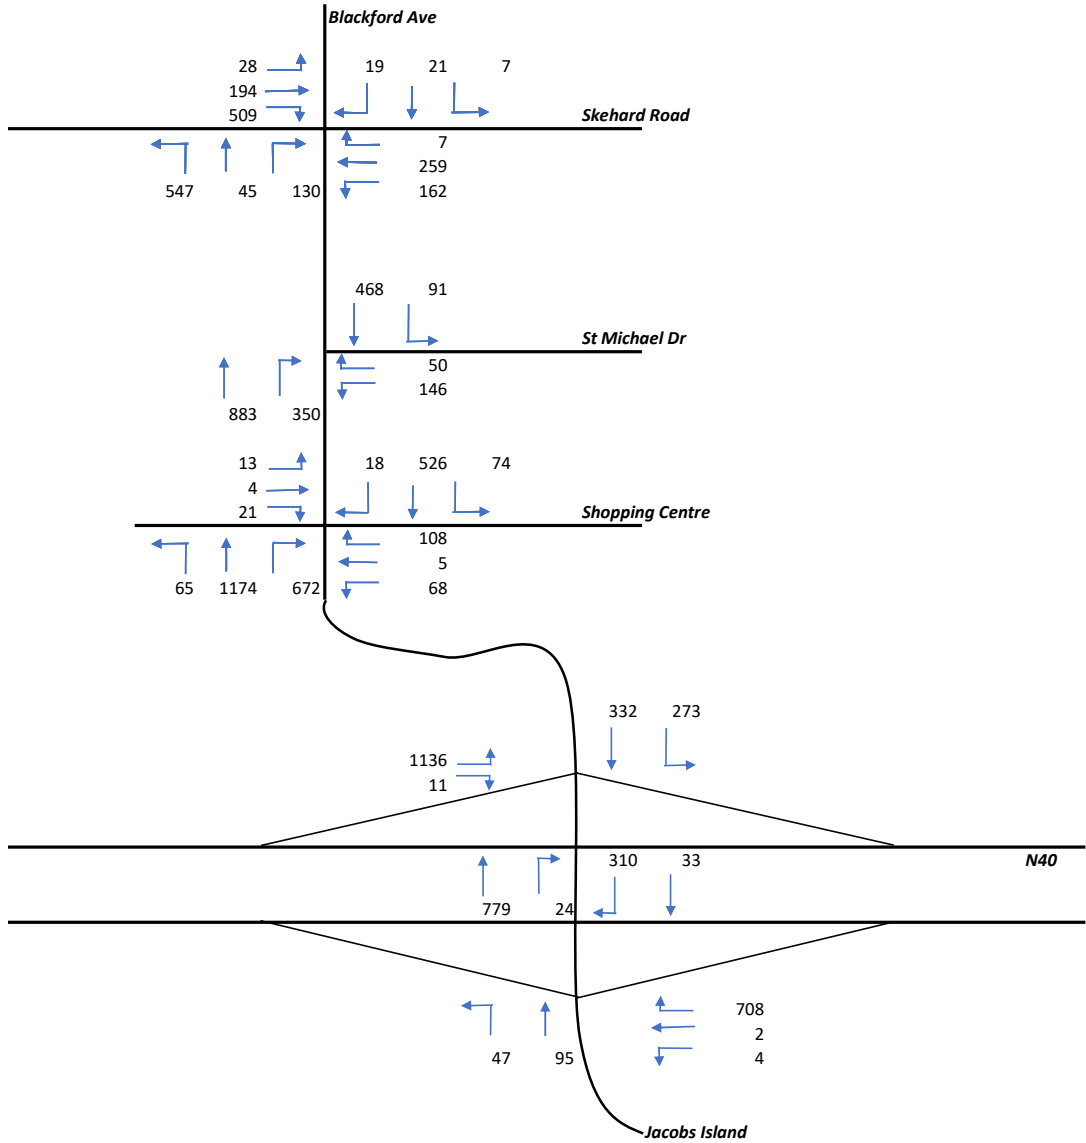 Blackford Ave
28 19 21 7
194
509 Skehard Road
7
259
547 45 130 162
468 91
St Michael Dr
50
146
883 350
13 18 526 74
4
21 Shopping Centre
108
5
65 1174 672 68
332 273
1136
11
310 33 N40
779 24
708
2
47 95 4
Jacobs Island